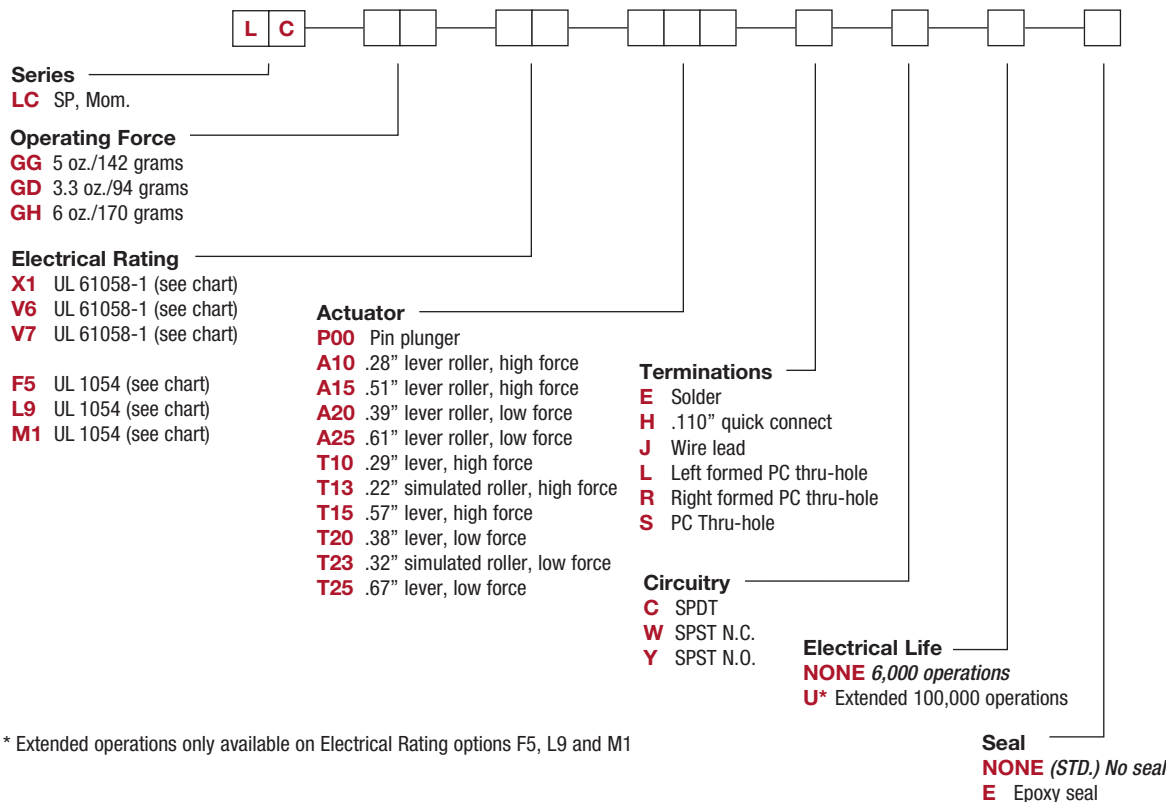 L C
Series
LC SP, Mom.
Operating Force
GG 5 oz./142 grams
GD 3.3 oz./94 grams
GH 6 oz./170 grams
Electrical Rating
X1 UL 61058-1 (see chart)
V6 UL 61058-1 (see chart)
V7 UL 61058-1 (see chart)
F5 UL 1054 (see chart)
L9 UL 1054 (see chart)
M1 UL 1054 (see chart)
Actuator
P00 Pin plunger
A10 .28” lever roller, high force
A15 .51” lever roller, high force
A20 .39” lever roller, low force
A25 .61” lever roller, low force
T10 .29” lever, high force
T13 .22” simulated roller, high force
T15 .57” lever, high force
T20 .38” lever, low force
T23 .32” simulated roller, low force
T25 .67” lever, low force
Terminations
E Solder
H .110” quick connect
J Wire lead
L Left formed PC thru-hole
R Right formed PC thru-hole
S PC Thru-hole
Circuitry
C SPDT
W SPST N.C.
Y SPST N.O.
Electrical Life
NONE 6,000 operations
U* Extended 100,000 operations
* Extended operations only available on Electrical Rating options F5, L9 and M1
Seal
NONE (STD.) No seal
E Epoxy seal